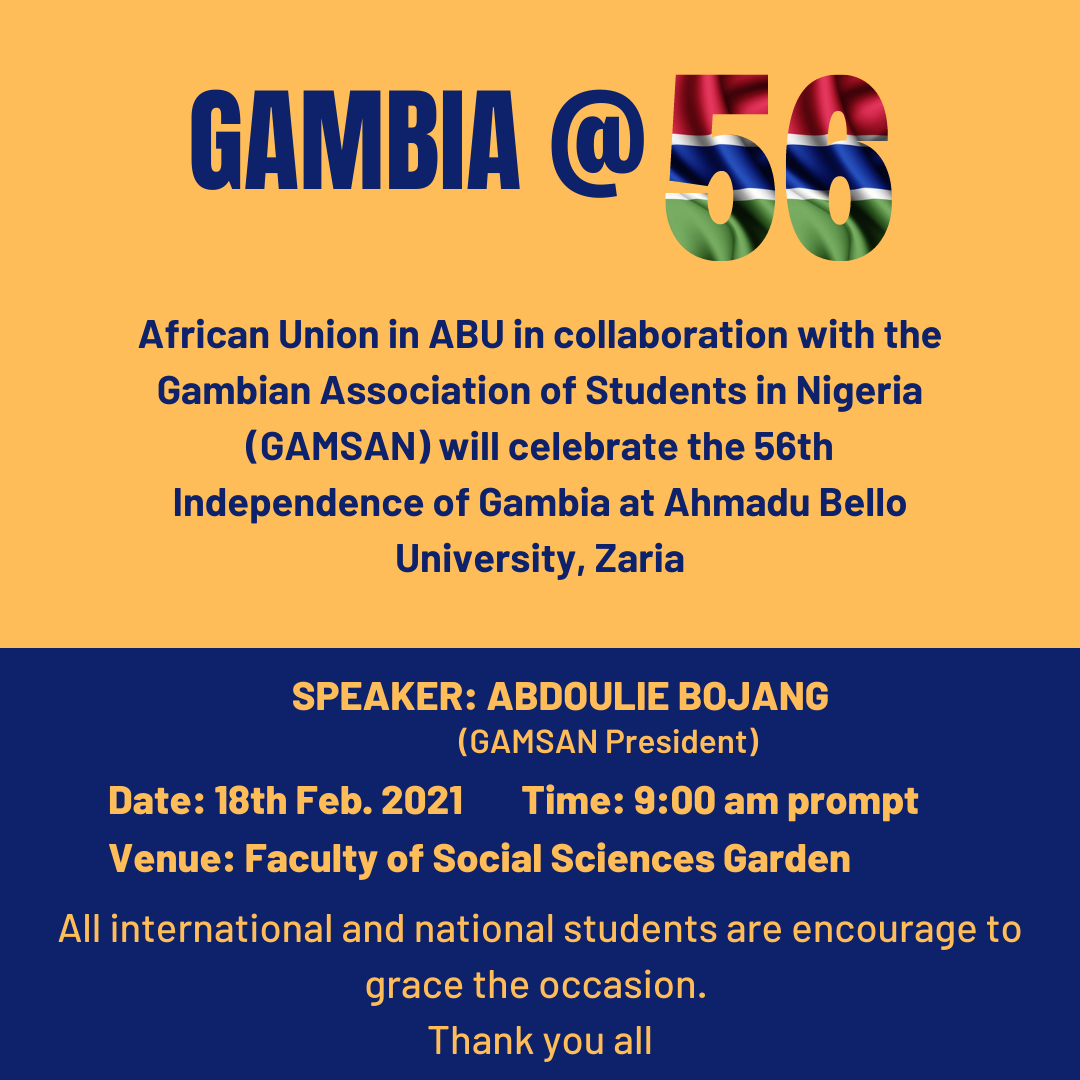 GAMBIA @ 56
African Union in ABU in collaboration with the
Gambian Association of Students in Nigeria
(GAMSAN) will celebrate the 56th
Independence of Gambia at Ahmadu Bello
University, Zaria
SPEAKER: ABDOULIE BOJANG
(GAMSAN President)
Date: 18th Feb. 2021 Time: 9:00 am prompt
Venue: Faculty of Social Sciences Garden
All international and national students are encourage to
grace the occasion.
Thank you all